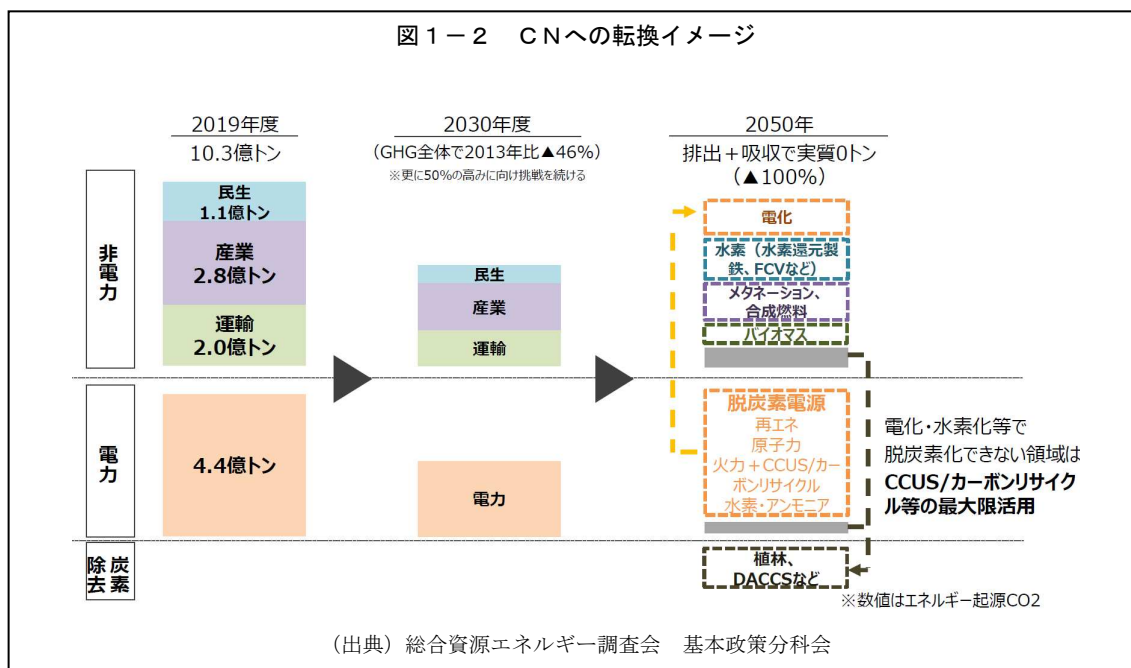 図１－２　ＣＮへの転換イメージ
2019年度
10.3億トン
2030年度
(GHG全体で2013年比▲46%)
※更に50%の高みに向け挑戦を続ける
2050年
排出＋吸収で実質0トン
(▲100%)
非電力
民生
1.1億トン
産業
2.8億トン
運輸
2.0億トン
民生
産業
運輸
電化
水素（水素還元製
鉄、FCVなど）
メタネーション、
合成燃料
バイオマス
電力
4.4億トン
電力
脱炭素電源
再エネ
原子力
火力＋CCUS/カー
ボンリサイクル
水素・アンモニア
電化・水素化等で
脱炭素化できない領域は
CCUS/カーボンリサイク
ル等の最大限活用
炭素除去
植林、
DACCSなど
※数値はエネルギー起源CO2
（出典）総合資源エネルギー調査会　基本政策分科会